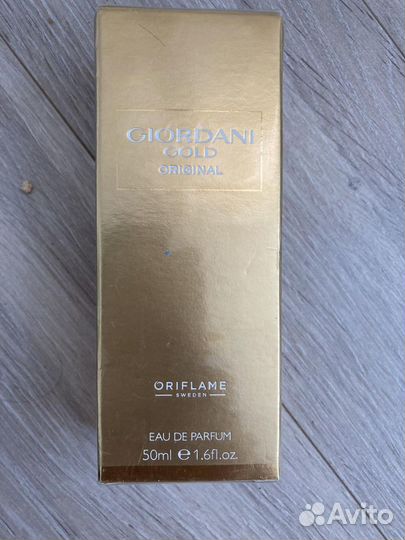 GIORDANI
GOLD
ORIGINAL
ORIFLAME
SWEDEN
EAU DE PARFUM
50ml ℮ 1.6fl.oz.
Avito